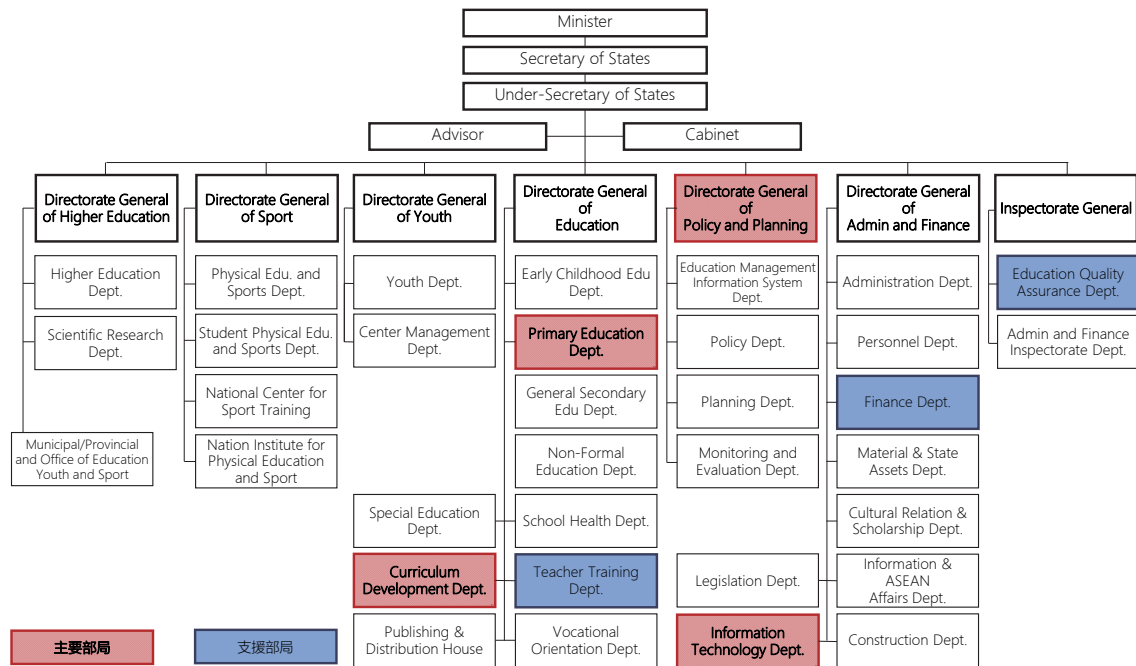 Minister
Secretary of States
Under-Secretary of States
Advisor
Cabinet
Directorate General
of Higher Education
Directorate General
of Sport
Directorate General
of Youth
Directorate General
of
Education
Directorate General
of
Policy and Planning
Directorate General
of
Admin and Finance
Inspectorate General
Higher Education
Dept.
Physical Edu. and
Sports Dept.
Youth Dept.
Early Childhood Edu
Dept.
Education Management
Information System
Dept.
Administration Dept.
Education Quality
Assurance Dept.
Scientific Research
Dept.
Student Physical Edu.
and Sports Dept.
Center Management
Dept.
Primary Education
Dept.
Policy Dept.
Personnel Dept.
Admin and Finance
Inspectorate Dept.
National Center for
Sport Training
General Secondary
Edu Dept.
Planning Dept.
Finance Dept.
Municipal/Provincial
and Office of Education
Youth and Sport
Nation Institute for
Physical Education
and Sport
Non-Formal
Education Dept.
Monitoring and
Evaluation Dept.
Material & State
Assets Dept.
Special Education
Dept.
School Health Dept.
Cultural Relation &
Scholarship Dept.
Curriculum
Development Dept.
Teacher Training
Dept.
Legislation Dept.
Information &
ASEAN
Affairs Dept.
主要部局
支援部局
Publishing &
Distribution House
Vocational
Orientation Dept.
Information
Technology Dept.
Construction Dept.